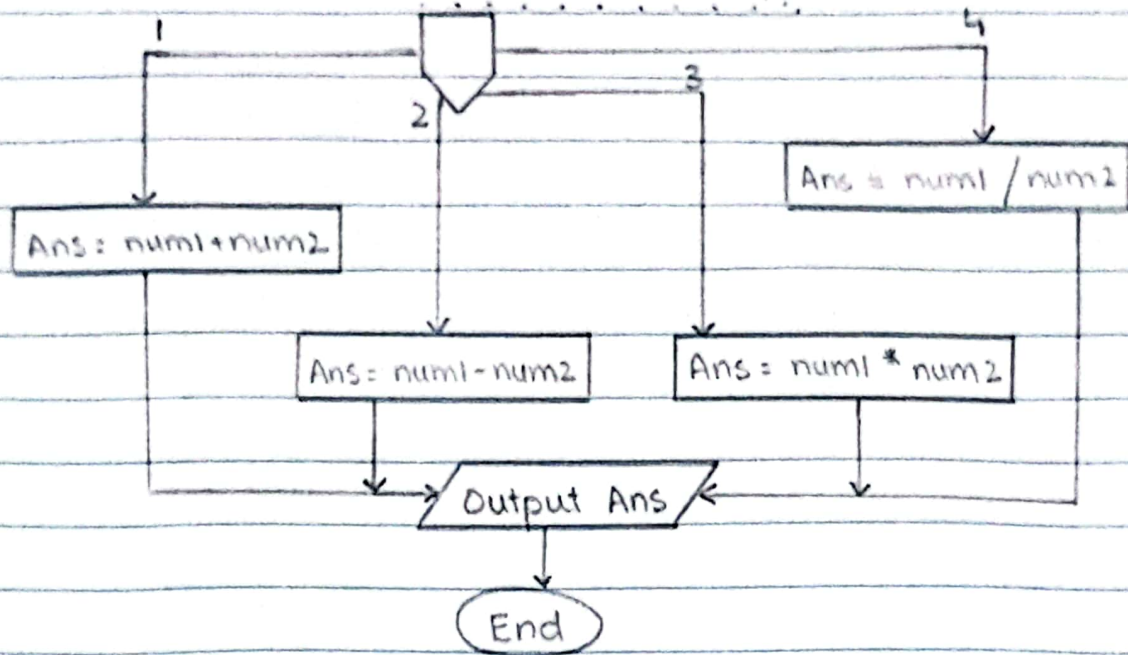 1
4
3
2
Ans = num1 / num2
Ans = num1+num2
Ans = num1-num2
Ans = num1 * num2
Output Ans
End